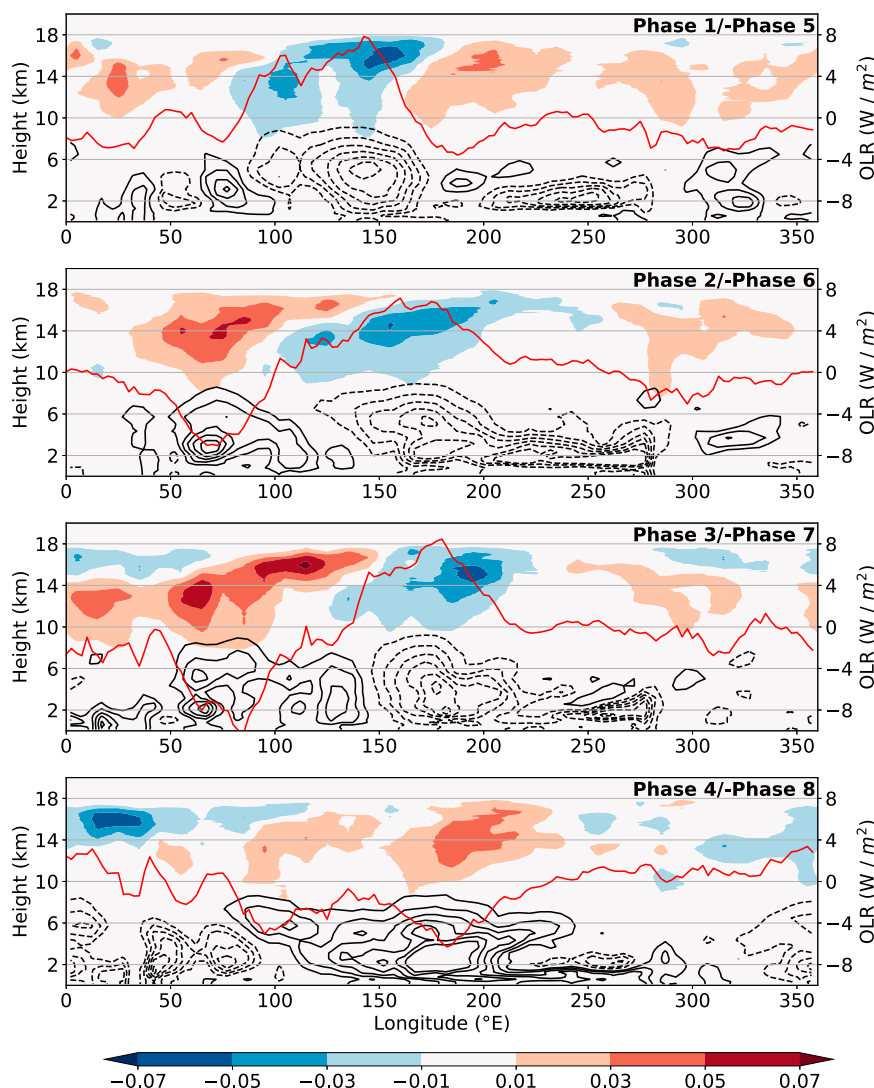 Phase 1/-Phase 5
Height (km)
18
14
10
6
2
8
4
0
−4
−8
OLR (W / m²)
0 50 100 150 200 250 300 350
Phase 2/-Phase 6
Height (km)
18
14
10
6
2
8
4
0
−4
−8
OLR (W / m²)
0 50 100 150 200 250 300 350
Phase 3/-Phase 7
Height (km)
18
14
10
6
2
8
4
0
−4
−8
OLR (W / m²)
0 50 100 150 200 250 300 350
Phase 4/-Phase 8
Height (km)
18
14
10
6
2
8
4
0
−4
−8
OLR (W / m²)
0 50 100 150 200 250 300 350
Longitude (°E)
−0.07 −0.05 −0.03 −0.01 0.01 0.03 0.05 0.07